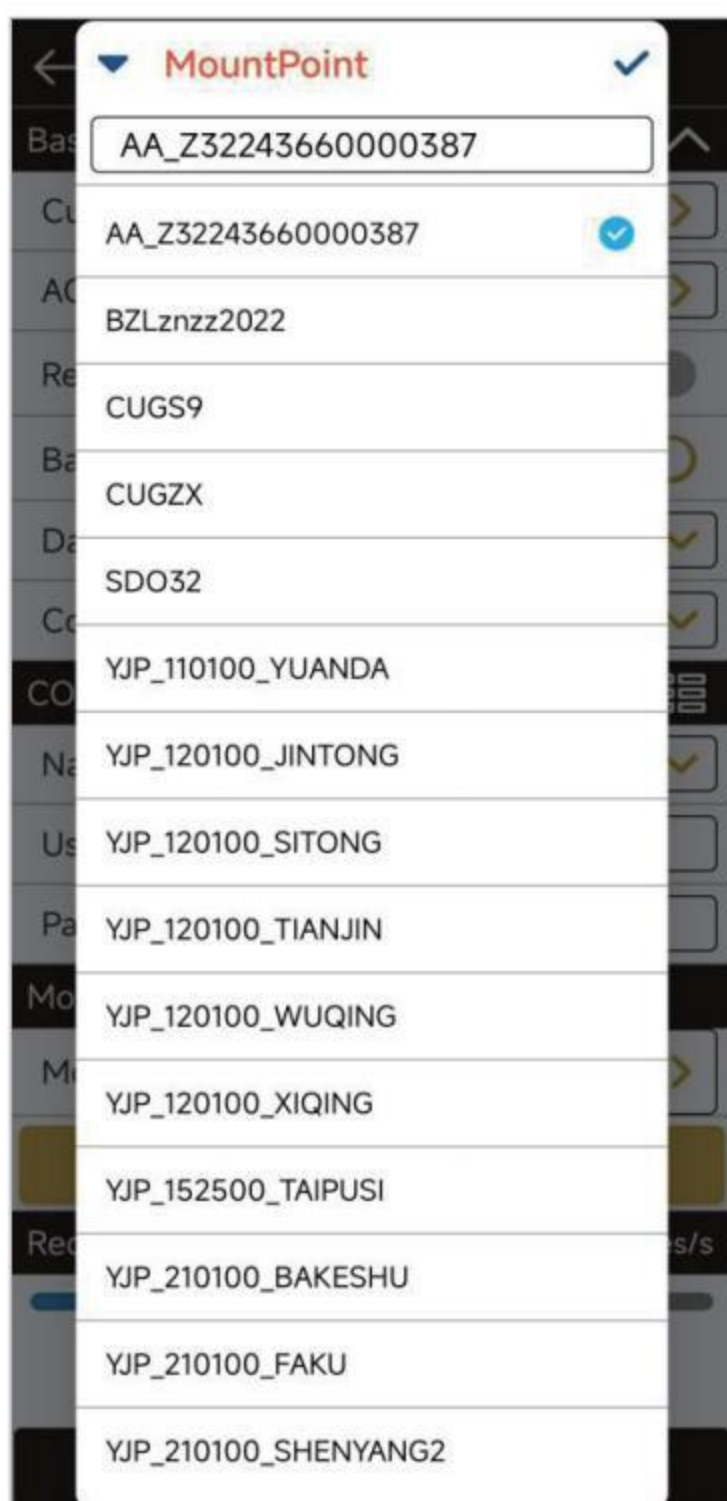 MountPoint
AA_Z32243660000387
AA_Z32243660000387
BZLznzz2022
CUGS9
CUGZX
SDO32
YJP_110100_YUANDA
YJP_120100_JINTONG
YJP_120100_SITONG
YJP_120100_TIANJIN
YJP_120100_WUQING
YJP_120100_XIQING
YJP_152500_TAIPUSI
YJP_210100_BAKESHU
YJP_210100_FAKU
YJP_210100_SHENYANG2